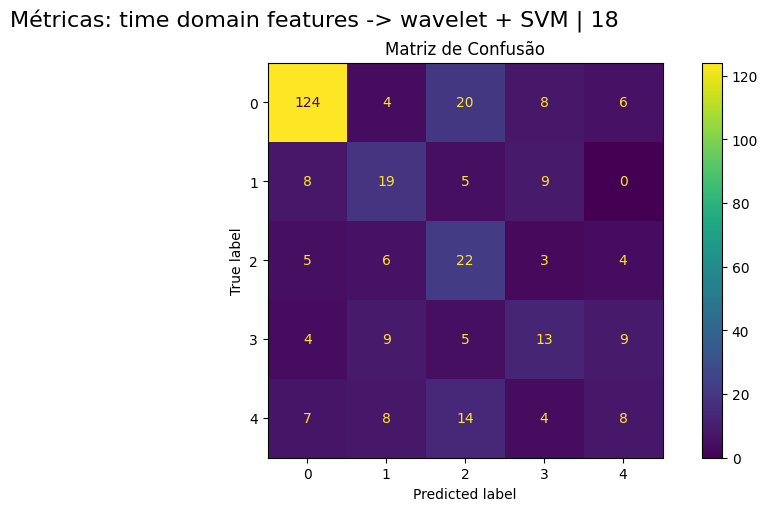 Métricas: time domain features -> wavelet + SVM | 18
Matriz de Confusão
0 124 4 20 8 6
1 8 19 5 9 0
2 5 6 22 3 4
3 4 9 5 13 9
4 7 8 14 4 8
0 1 2 3 4
True label
Predicted label
120
100
80
60
40
20
0